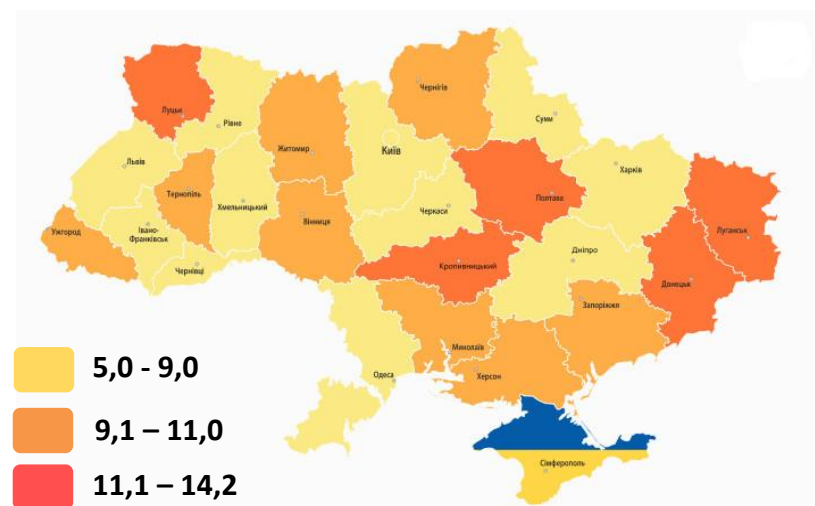 Чернігів
Луцьк
Рівне
Сумм
Житомир
Київ
Львів
Харків
Тернопіль
Хмельницький
Полтава
Черкаси
Вінниця
Ужгород
Івано-
Франківськ
Луганськ
Дніпро
Чернівці
Кропивницький
Донецьк
Запоріжжя
Миколаїв
Одеса
Херсон
Сімферополь
5,0 - 9,0
9,1 – 11,0
11,1 – 14,2